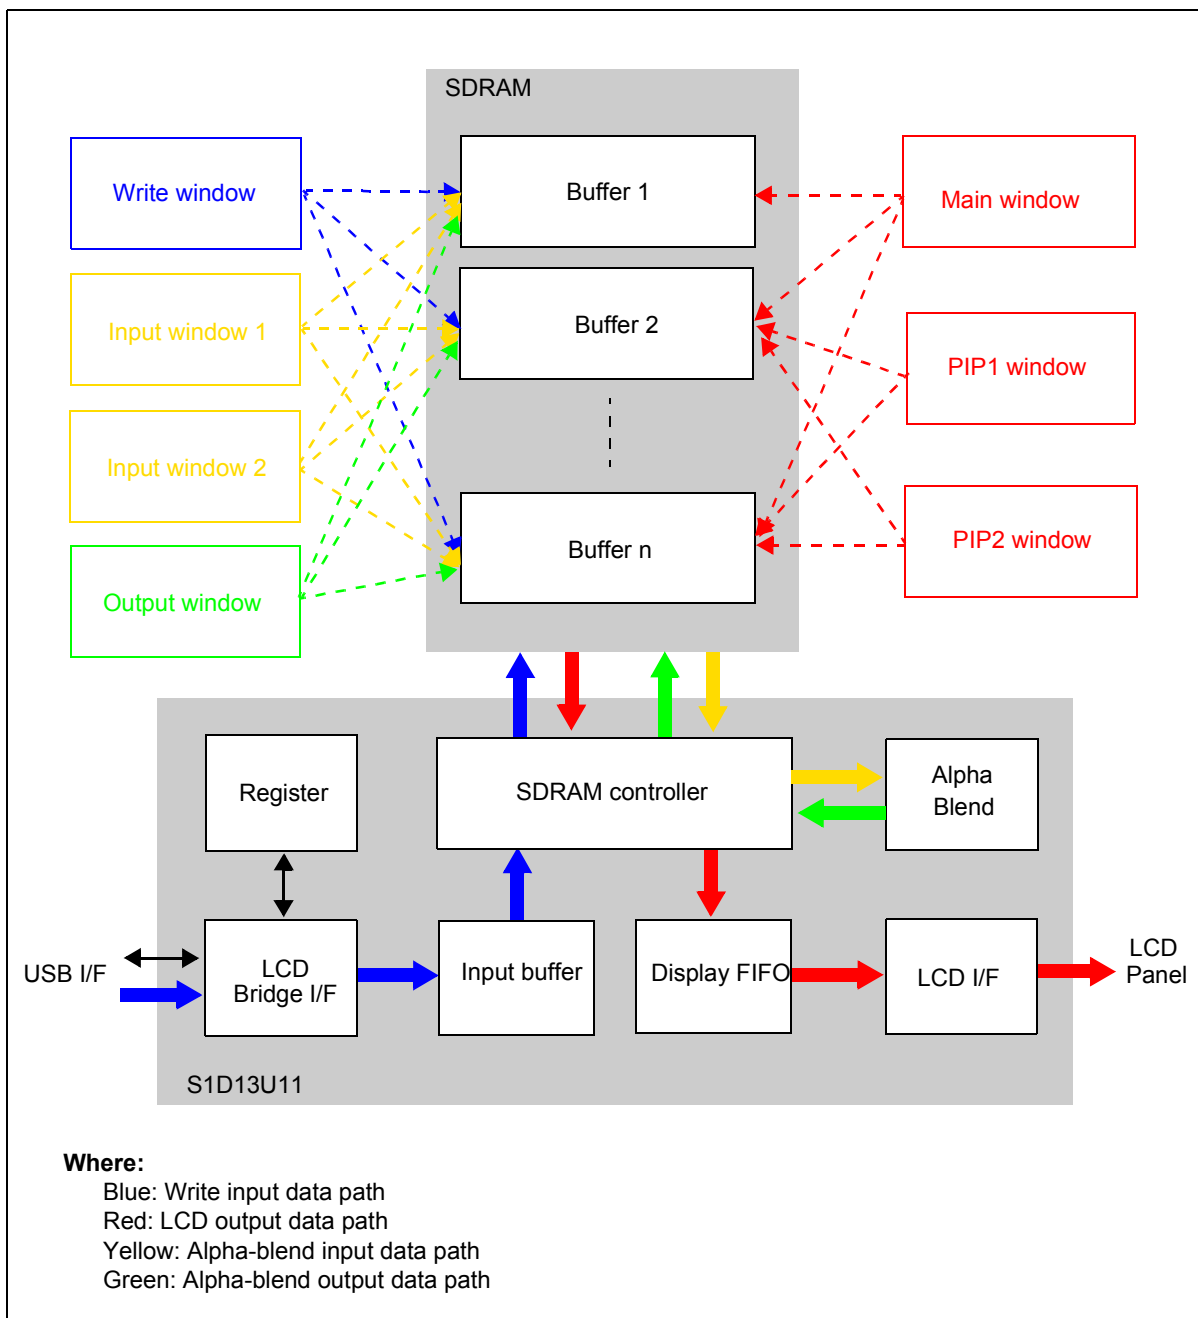 SDRAM
Write window
Buffer 1
Main window
Input window 1
Buffer 2
PIP1 window
Input window 2
Buffer n
PIP2 window
Output window
Register
SDRAM controller
Alpha
Blend
USB I/F
LCD
Bridge I/F
Input buffer
Display FIFO
LCD I/F
LCD
Panel
S1D13U11
Where:
Blue: Write input data path
Red: LCD output data path
Yellow: Alpha-blend input data path
Green: Alpha-blend output data path